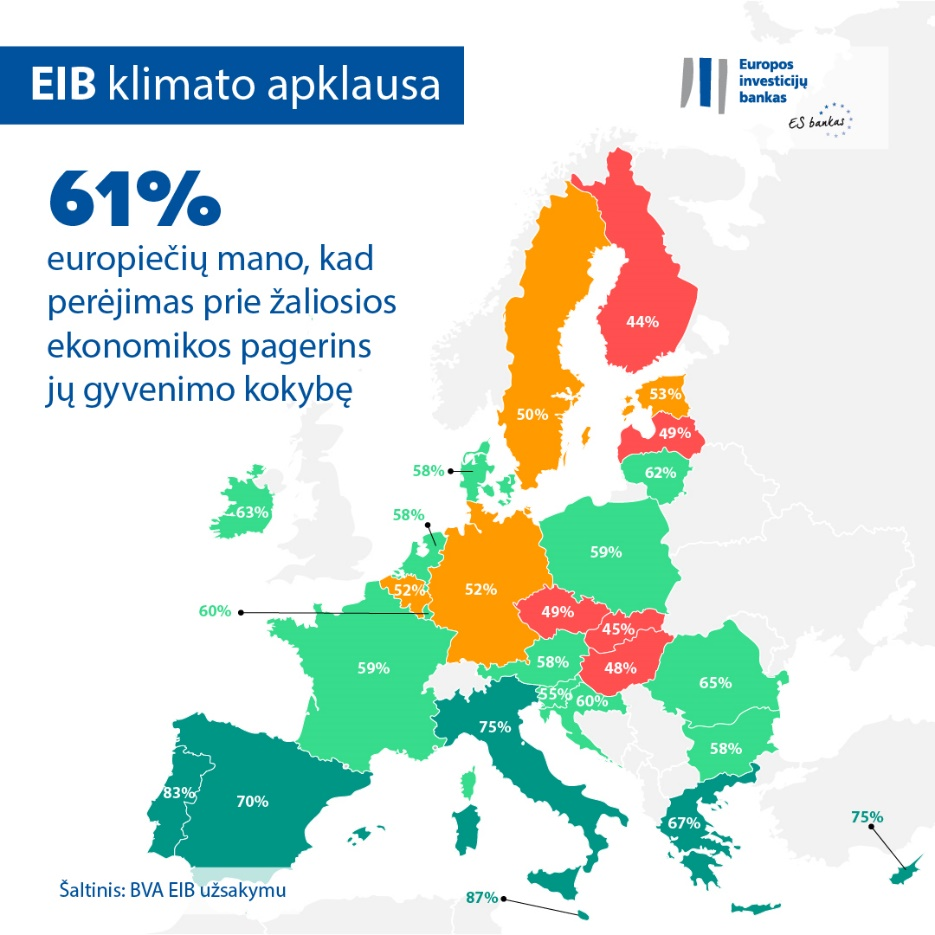 EIB klimato apklausa
Europos
investicijų
bankas
ES bankas
61%
europiečių mano, kad
perėjimas prie žaliosios
ekonomikos pagerins
jų gyvenimo kokybę
44%
53%
50%
49%
58%
62%
63%
58%
59%
52%
52%
60%
49%
45%
59%
58%
48%
55%
60%
65%
75%
58%
83%
70%
67%
75%
87%
Šaltinis: BVA EIB užsakymu